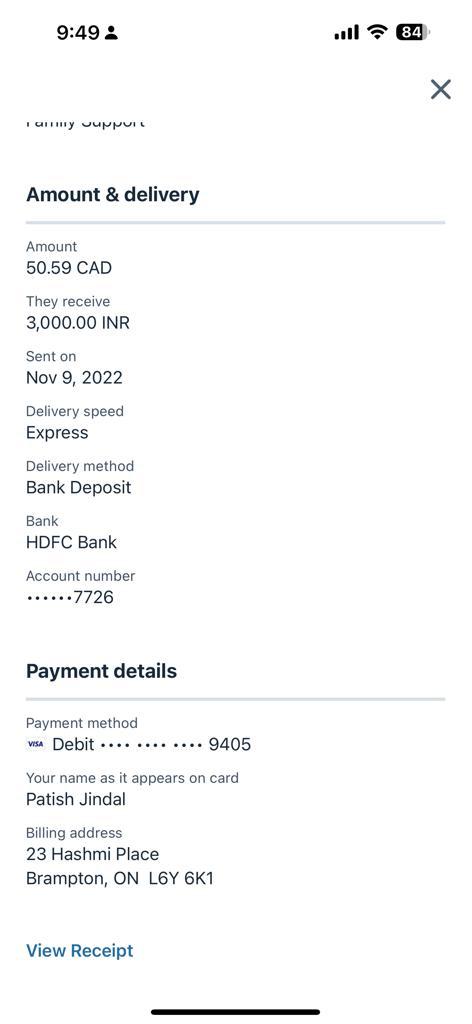 9:49
84
Family Support
Amount & delivery
Amount
50.59 CAD
They receive
3,000.00 INR
Sent on
Nov 9, 2022
Delivery speed
Express
Delivery method
Bank Deposit
Bank
HDFC Bank
Account number
••••••7726
Payment details
Payment method
VISA Debit •••• •••• •••• 9405
Your name as it appears on card
Patish Jindal
Billing address
23 Hashmi Place
Brampton, ON L6Y 6K1
View Receipt